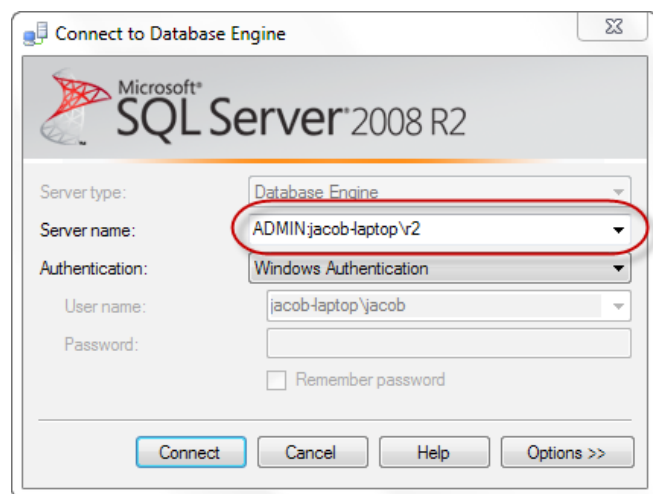 Connect to Database Engine
Microsoft®
SQL Server® 2008 R2
Server type: Database Engine
Server name: ADMIN:jacob-laptop\r2
Authentication: Windows Authentication
User name: jacob-laptop\jacob
Password:
Remember password
Connect Cancel Help Options >>